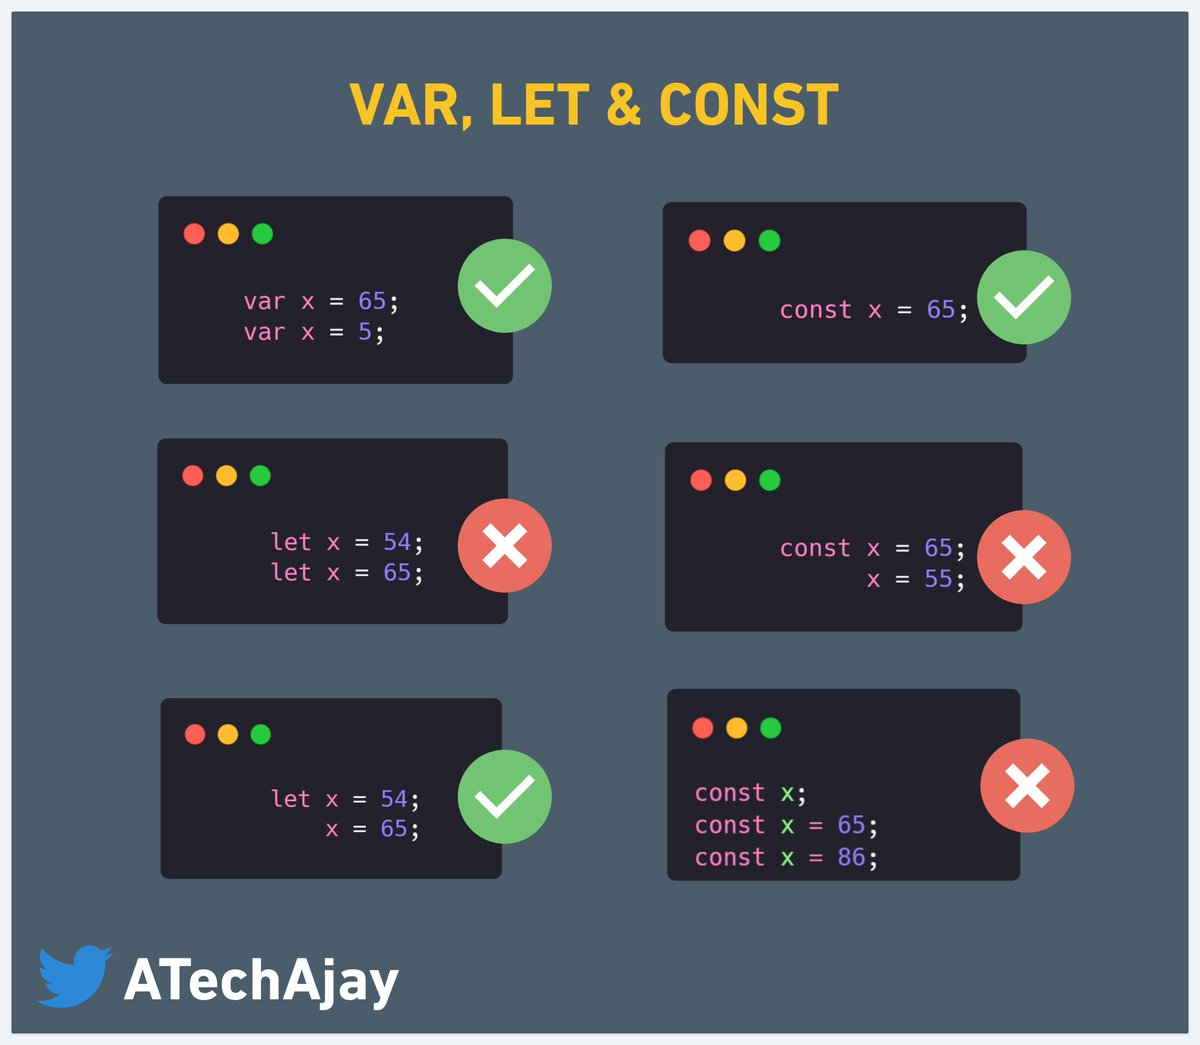 VAR, LET & CONST
var x = 65;
var x = 5;
const x = 65;
let x = 54;
let x = 65;
const x = 65;
x = 55;
let x = 54;
x = 65;
const x;
const x = 65;
const x = 86;
ATechAjay